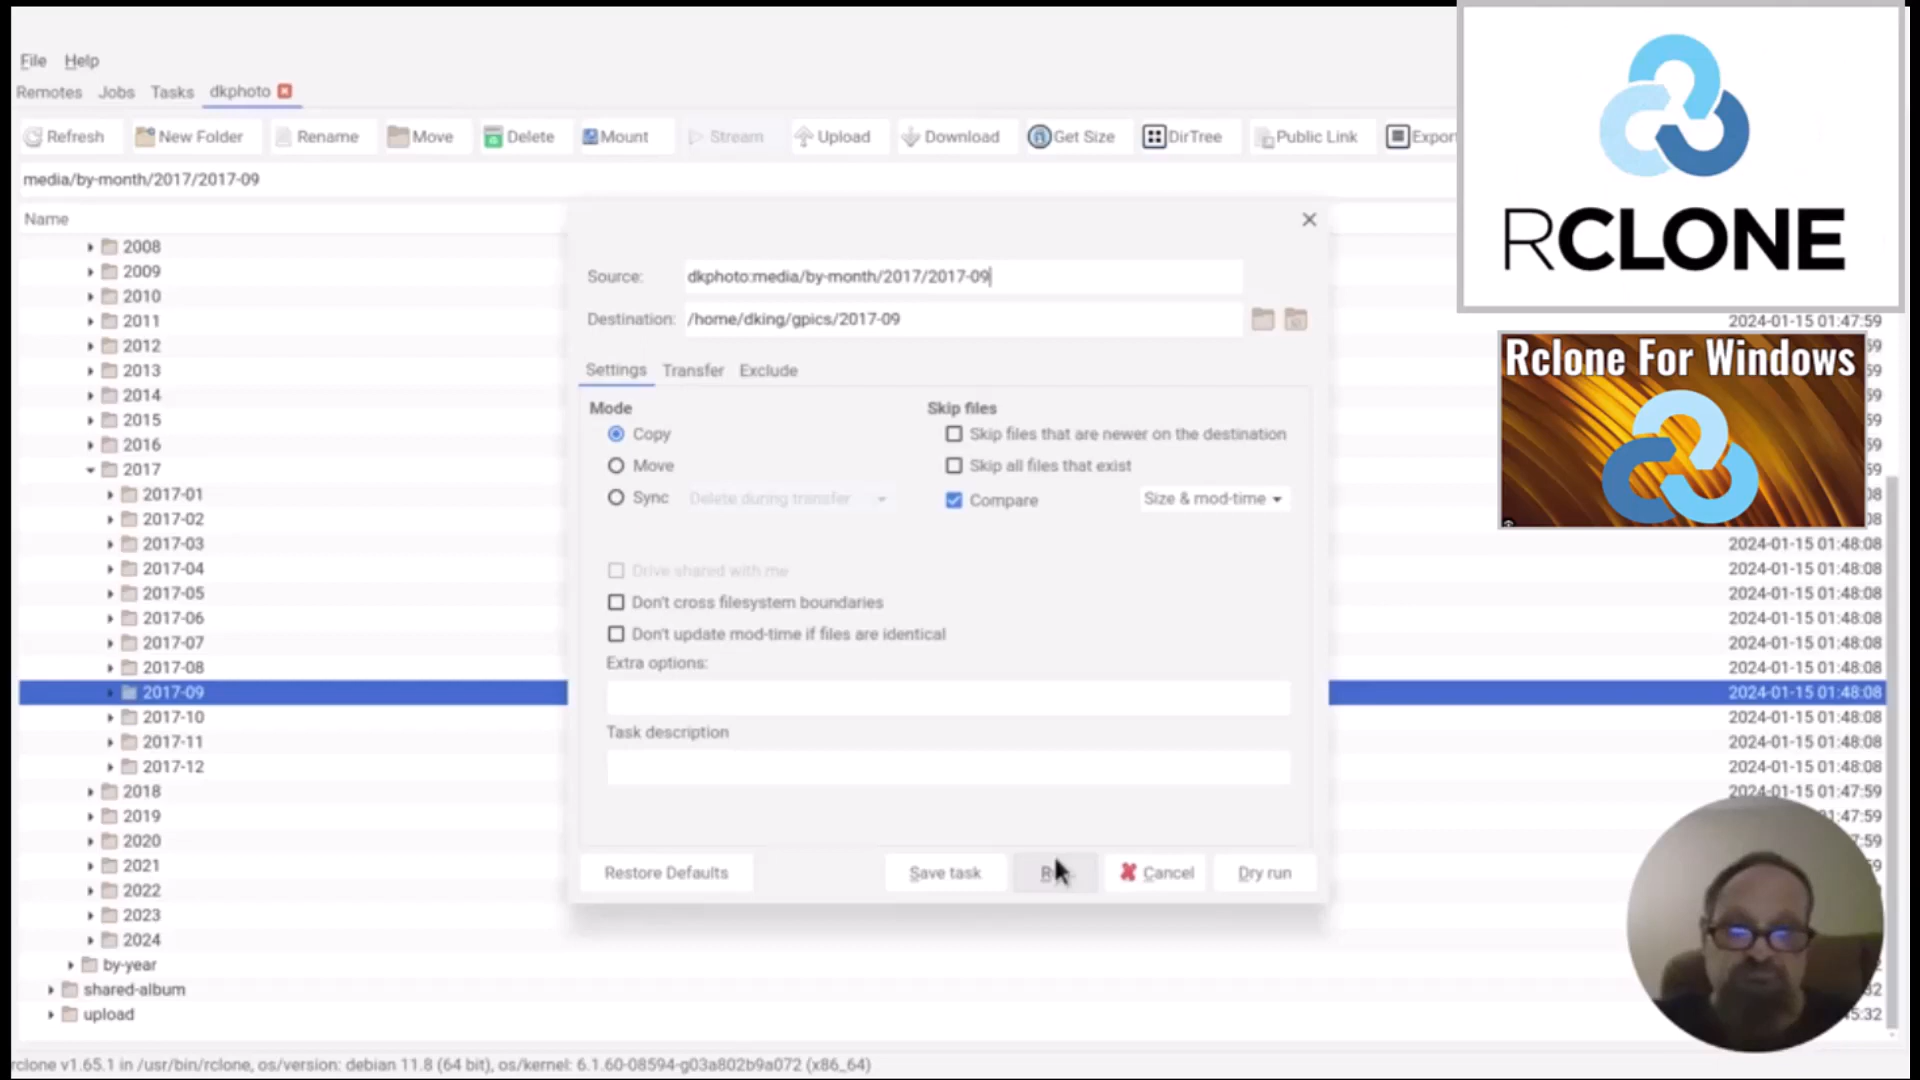 File Help
Remotes Jobs Tasks dkphoto
Refresh New Folder Rename Move Delete Mount Stream Upload Download Get Size DirTree Public Link Export
media/by-month/2017/2017-09
Name
2008
2009
2010
2011 2024-01-15 01:47:59
2012
2013
2014
2015
2016
2017
2017-01
2017-02
2017-03 2024-01-15 01:48:08
2017-04 2024-01-15 01:48:08
2017-05 2024-01-15 01:48:08
2017-06 2024-01-15 01:48:08
2017-07 2024-01-15 01:48:08
2017-08 2024-01-15 01:48:08
2017-09 2024-01-15 01:48:08
2017-10 2024-01-15 01:48:08
2017-11 2024-01-15 01:48:08
2017-12 2024-01-15 01:48:08
2018 2024-01-15 01:47:59
2019
2020
2021
2022
2023
2024
by-year
shared-album
upload
Source: dkphoto:media/by-month/2017/2017-09
Destination: /home/dking/gpics/2017-09
Settings Transfer Exclude
Mode Skip files
Copy Skip files that are newer on the destination
Move Skip all files that exist
Sync Delete during transfer Compare Size & mod-time
Drive shared with me
Don't cross filesystem boundaries
Don't update mod-time if files are identical
Extra options:
Task description
Restore Defaults Save task Cancel Dry run
RCLONE
Rclone For Windows
rclone v1.65.1 in /usr/bin/rclone, os/version: debian 11.8 (64 bit), os/kernel: 6.1.60-08594-g03a802b9a072 (x86_64)